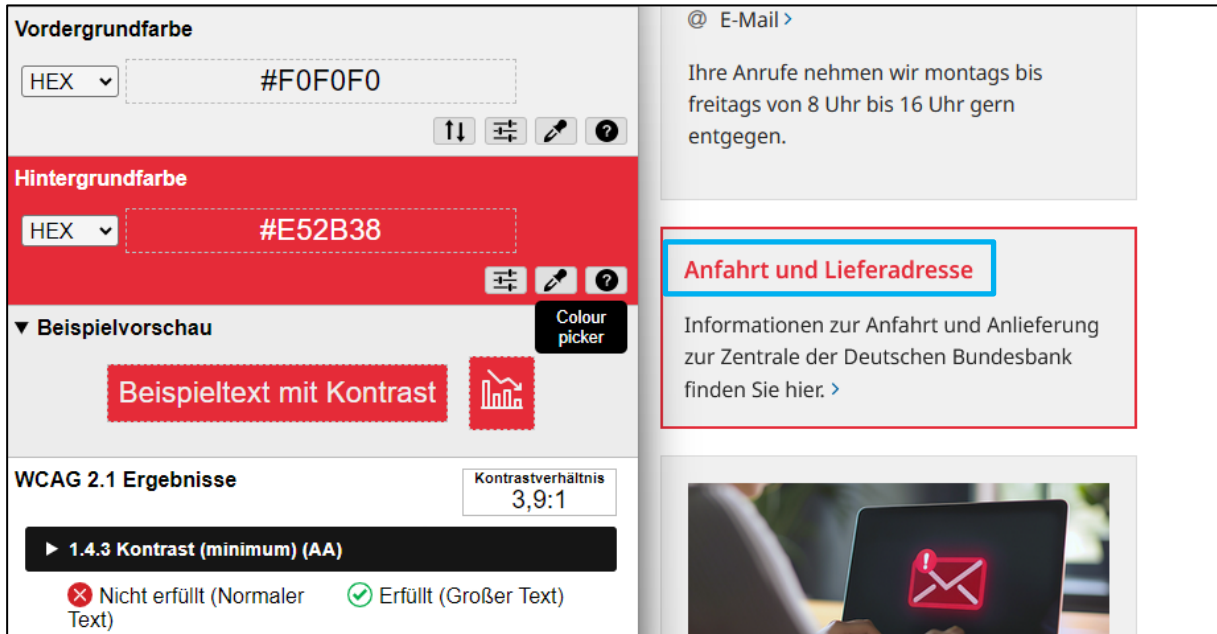 Vordergrundfarbe
HEX
#F0F0F0
Hintergrundfarbe
HEX
#E52B38
Colour
picker
▼ Beispielvorschau
Beispieltext mit Kontrast
WCAG 2.1 Ergebnisse
Kontrastverhältnis
3,9:1
▶ 1.4.3 Kontrast (minimum) (AA)
Nicht erfüllt (Normaler
Text)
Erfüllt (Großer Text)
@ E-Mail >
Ihre Anrufe nehmen wir montags bis
freitags von 8 Uhr bis 16 Uhr gern
entgegen.
Anfahrt und Lieferadresse
Informationen zur Anfahrt und Anlieferung
zur Zentrale der Deutschen Bundesbank
finden Sie hier. >